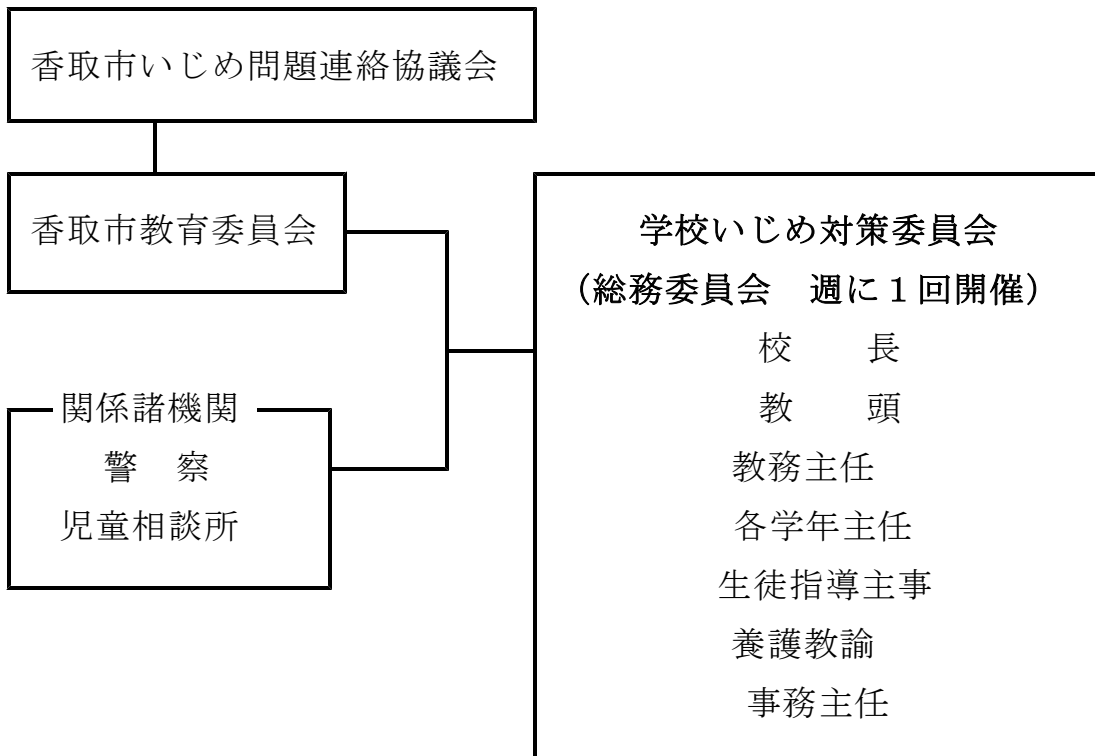 香取市いじめ問題連絡協議会
香取市教育委員会
関係諸機関
警　察
児童相談所
学校いじめ対策委員会
（総務委員会　週に１回開催）
校　　長
教　　頭
教務主任
各学年主任
生徒指導主事
養護教諭
事務主任